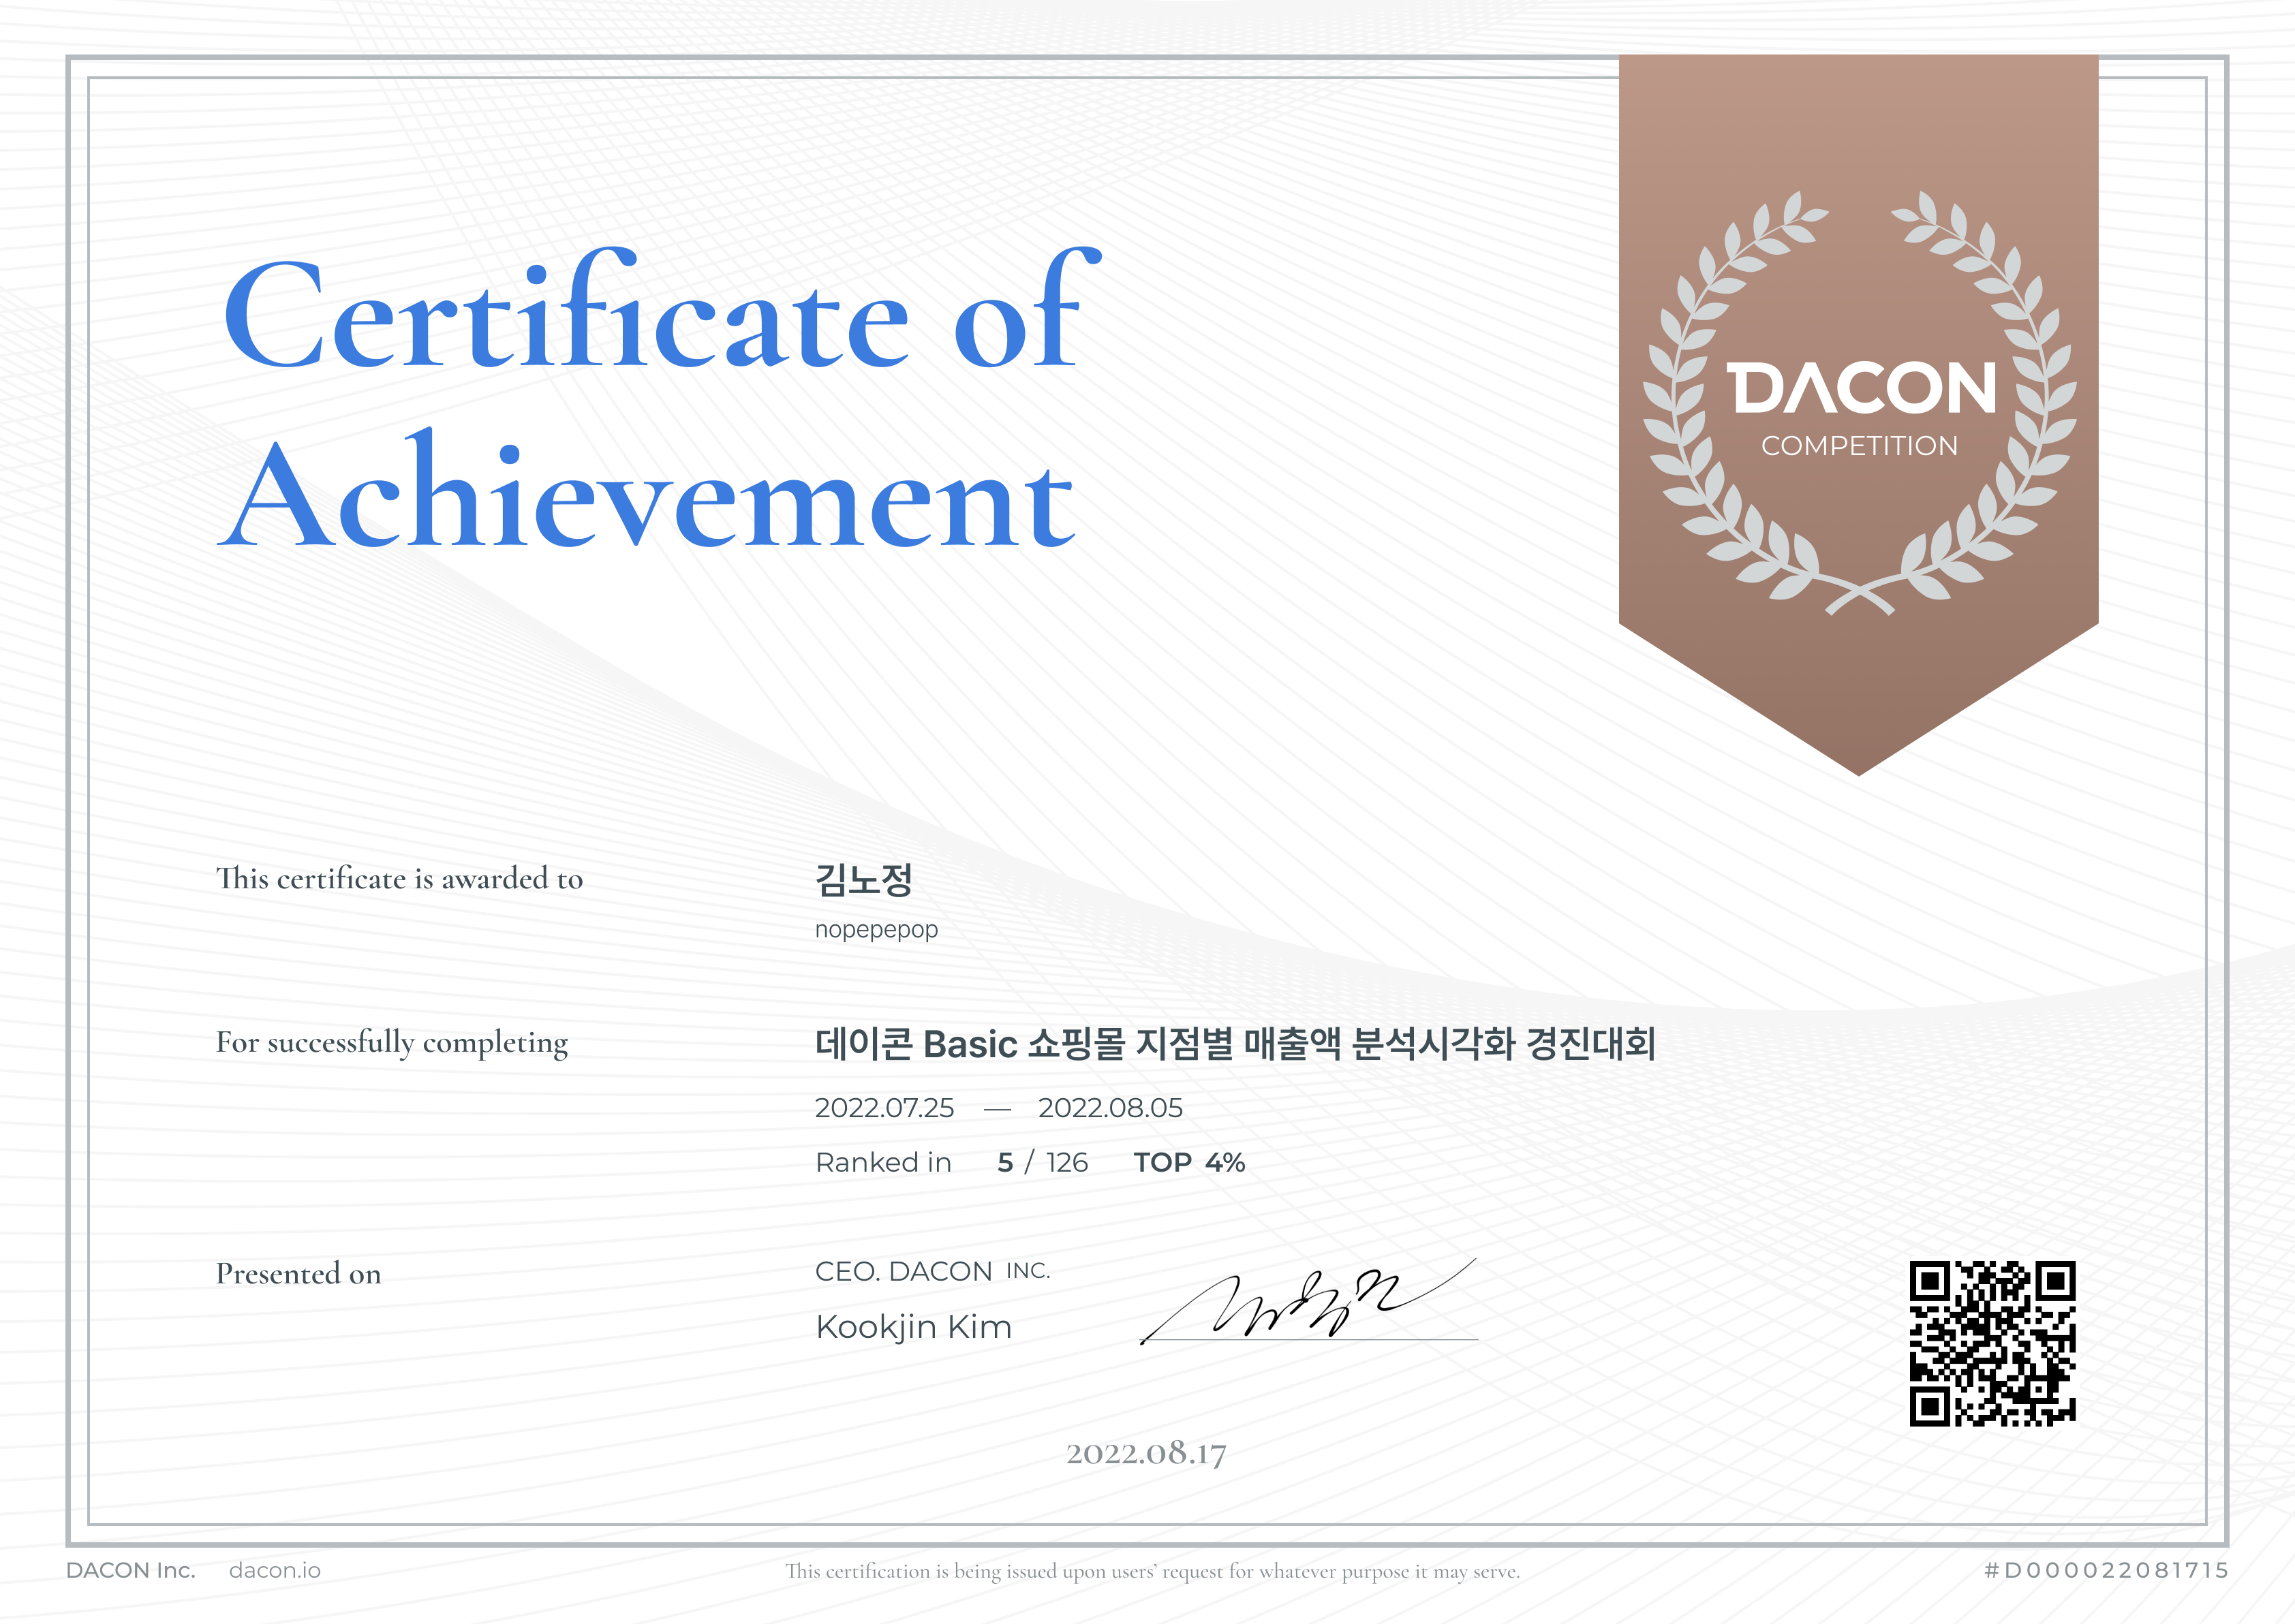 DACON
COMPETITION
Certificate of
Achievement
This certificate is awarded to
김노정
nopepepop
For successfully completing
데이콘 Basic 쇼핑몰 지점별 매출액 분석시각화 경진대회
2022.07.25 — 2022.08.05
Ranked in 5 / 126 TOP 4%
Presented on
CEO. DACON INC.
Kookjin Kim
2022.08.17
DACON Inc. dacon.io
This certification is being issued upon users’ request for whatever purpose it may serve.
#D000022081715